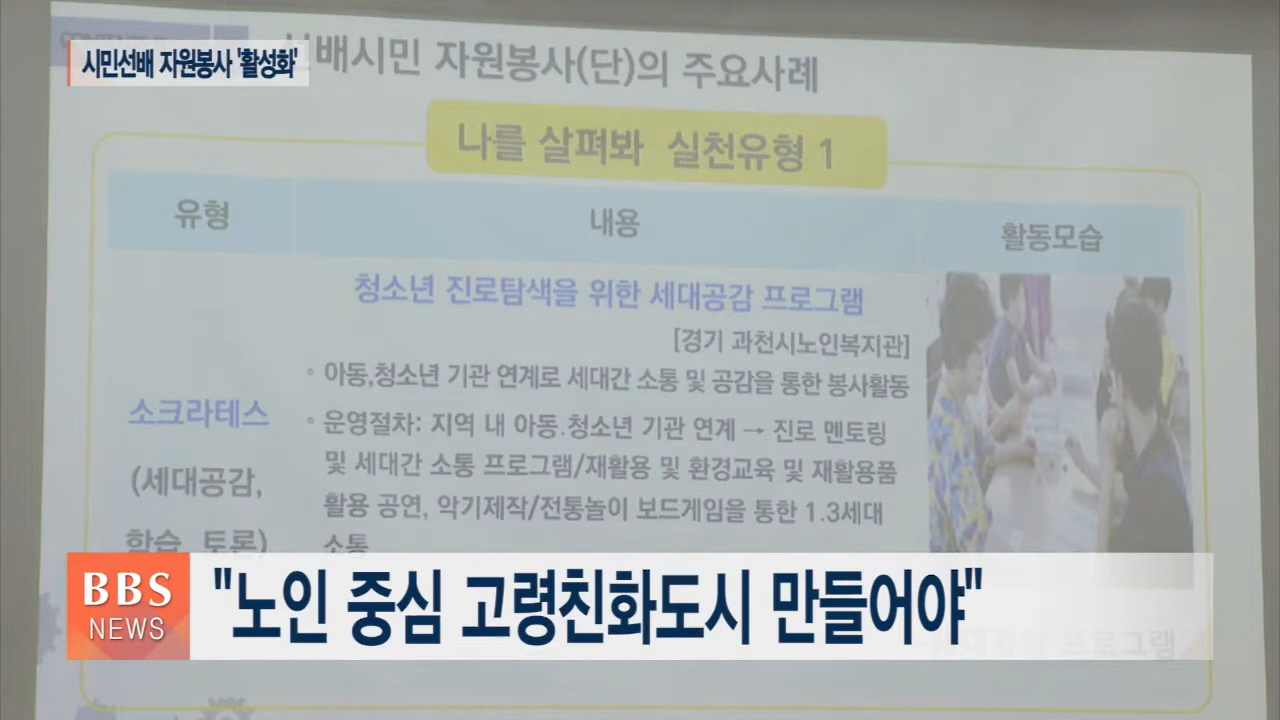 시민선배 자원봉사 '활성화'
배시민 자원봉사(단)의 주요사례
나를 살펴봐 실천유형 1
유형
내용
활동모습
청소년 진로탐색을 위한 세대공감 프로그램
[경기 과천시노인복지관]
◦ 아동,청소년 기관 연계로 세대간 소통 및 공감을 통한 봉사활동
소크라테스
(세대공감,
학습, 토론)
◦ 운영절차: 지역 내 아동.청소년 기관 연계 → 진로 멘토링
및 세대간 소통 프로그램/재활용 및 환경교육 및 재활용품
활용 공연, 악기제작/전통놀이 보드게임을 통한 1.3세대
소통
BBS
NEWS
"노인 중심 고령친화도시 만들어야"
프로그램